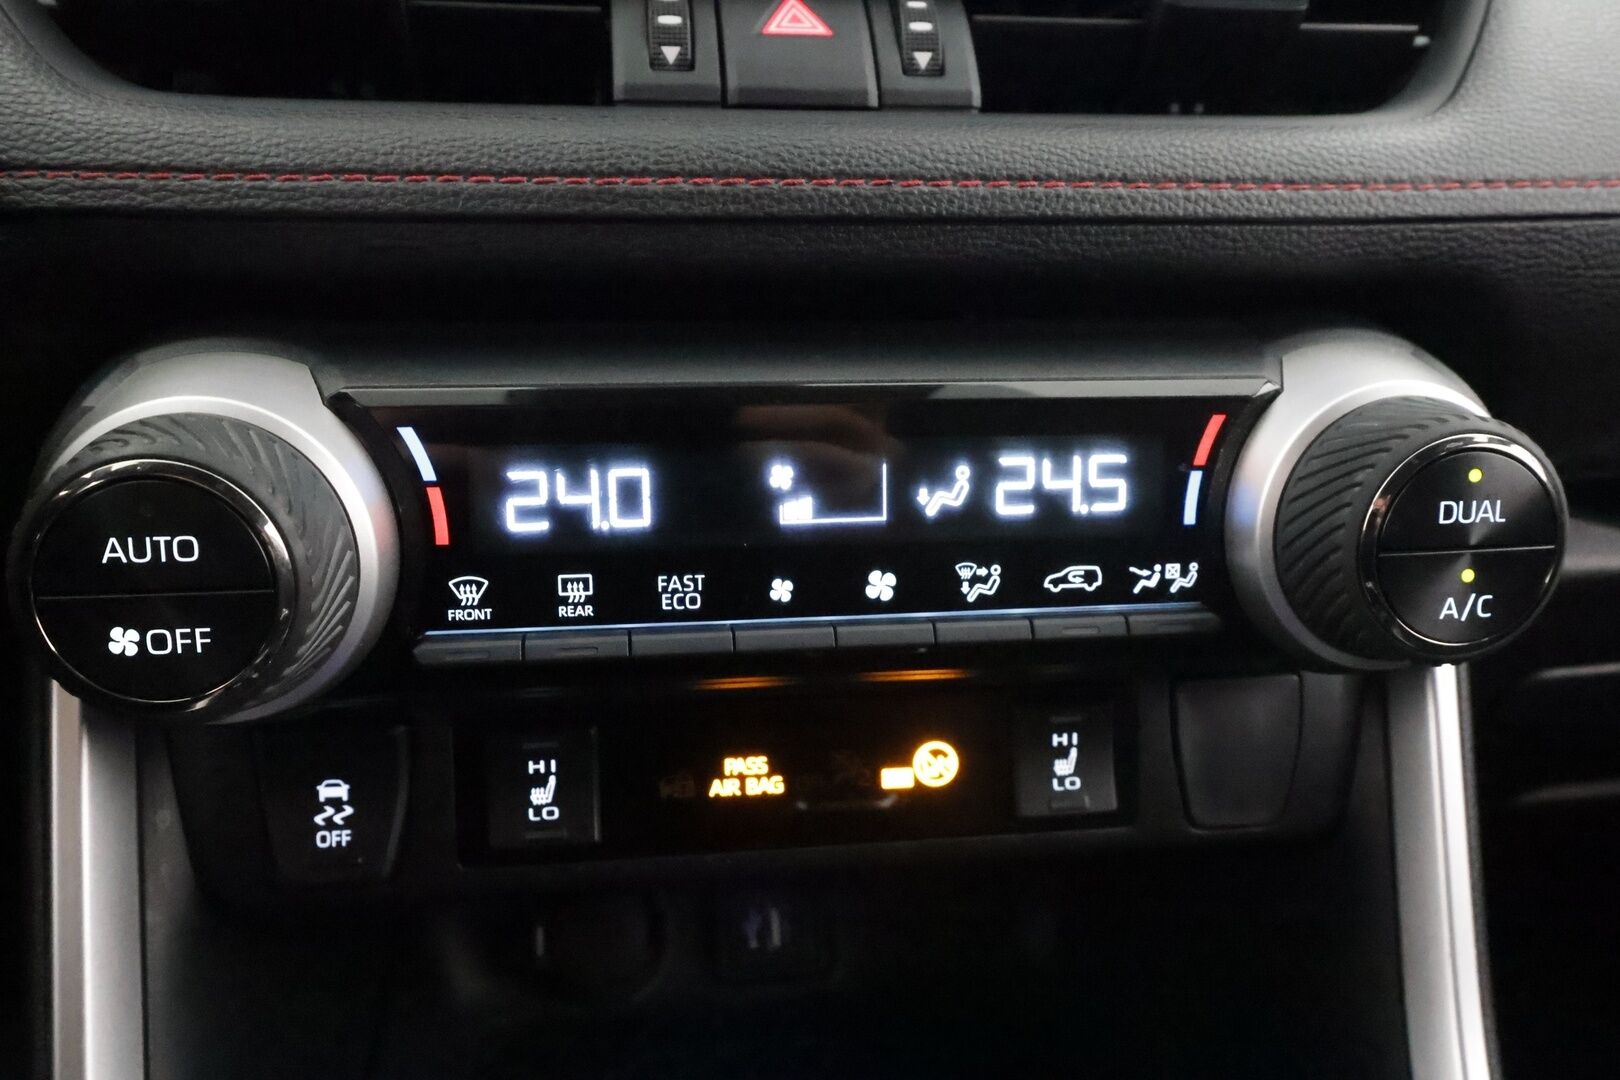 24.0
24.5
AUTO
OFF
FRONT
REAR
FAST
ECO
DUAL
A/C
OFF
HI
LO
PASS
AIR BAG
HI
LO